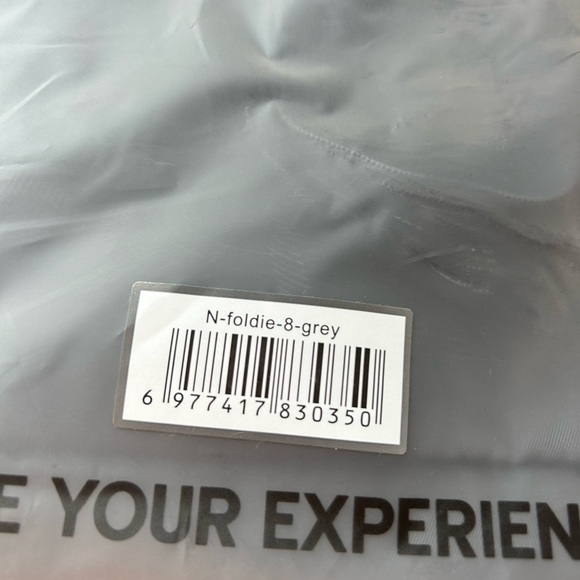 N-foldie-8-grey
6 977417 830350
E YOUR EXPERIEN